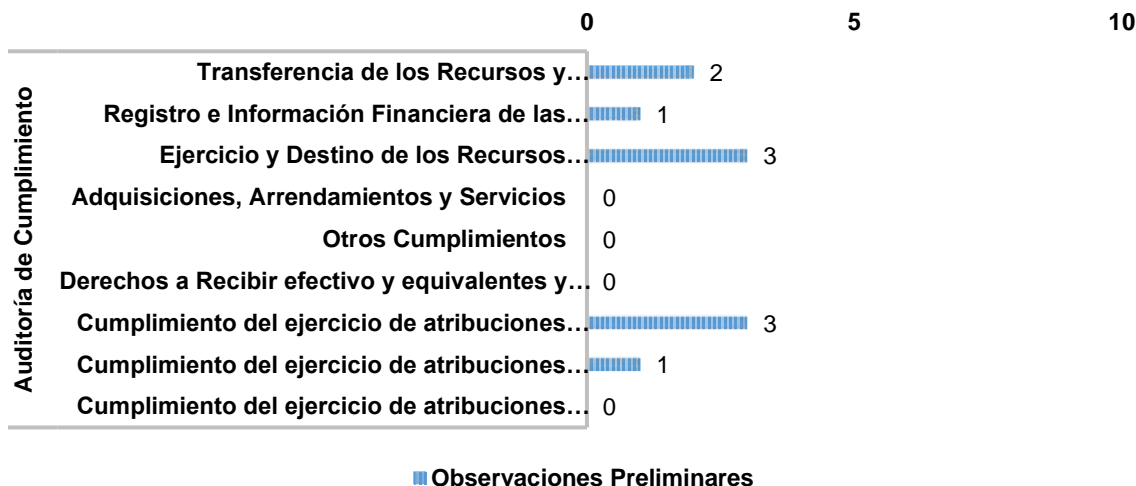 0 5 10
Auditoría de Cumplimiento
Transferencia de los Recursos y… 2
Registro e Información Financiera de las… 1
Ejercicio y Destino de los Recursos… 3
Adquisiciones, Arrendamientos y Servicios 0
Otros Cumplimientos 0
Derechos a Recibir efectivo y equivalentes y… 0
Cumplimiento del ejercicio de atribuciones… 3
Cumplimiento del ejercicio de atribuciones… 1
Cumplimiento del ejercicio de atribuciones… 0
Observaciones Preliminares